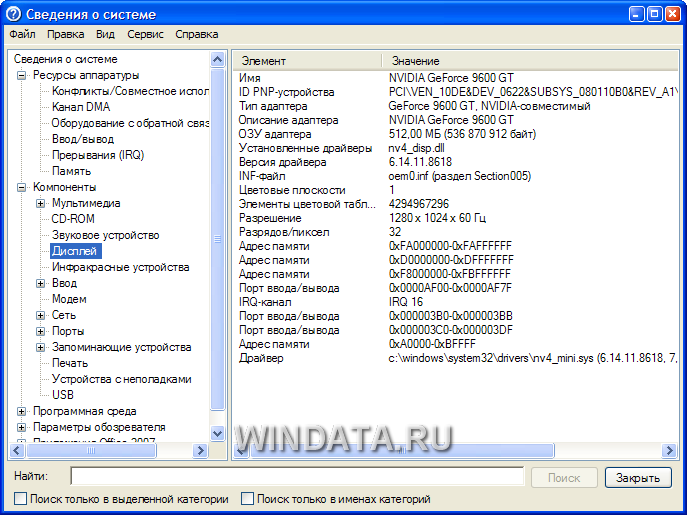 Сведения о системе
Файл Правка Вид Сервис Справка
Сведения о системе
Ресурсы аппаратуры
Конфликты/Совместное испол
Канал DMA
Оборудование с обратной связ
Ввод/вывод
Прерывания (IRQ)
Память
Компоненты
Мультимедиа
CD-ROM
Звуковое устройство
Дисплей
Инфракрасные устройства
Ввод
Модем
Сеть
Порты
Запоминающие устройства
Печать
Устройства с неполадками
USB
Программная среда
Параметры обозревателя
Приложения Office 2007
Элемент Значение
Имя NVIDIA GeForce 9600 GT
ID PNP-устройства PCI\VEN_10DE&DEV_0622&SUBSYS_080110B0&REV_A1\
Тип адаптера GeForce 9600 GT, NVIDIA-совместимый
Описание адаптера NVIDIA GeForce 9600 GT
ОЗУ адаптера 512,00 МБ (536 870 912 байт)
Установленные драйверы nv4_disp.dll
Версия драйвера 6.14.11.8618
INF-файл oem0.inf (раздел Section005)
Цветовые плоскости 1
Элементы цветовой табл... 4294967296
Разрешение 1280 x 1024 x 60 Гц
Разрядов/пиксел 32
Адрес памяти 0xFA000000-0xFAFFFFFF
Адрес памяти 0xD0000000-0xDFFFFFFF
Адрес памяти 0xF8000000-0xFBFFFFFF
Порт ввода/вывода 0x0000AF00-0x0000AF7F
IRQ-канал IRQ 16
Порт ввода/вывода 0x000003B0-0x000003BB
Порт ввода/вывода 0x000003C0-0x000003DF
Адрес памяти 0xA0000-0xBFFFF
Драйвер c:\windows\system32\drivers\nv4_mini.sys (6.14.11.8618, 7,
WINDATA.RU
Найти: Поиск Закрыть
Поиск только в выделенной категории Поиск только в именах категорий